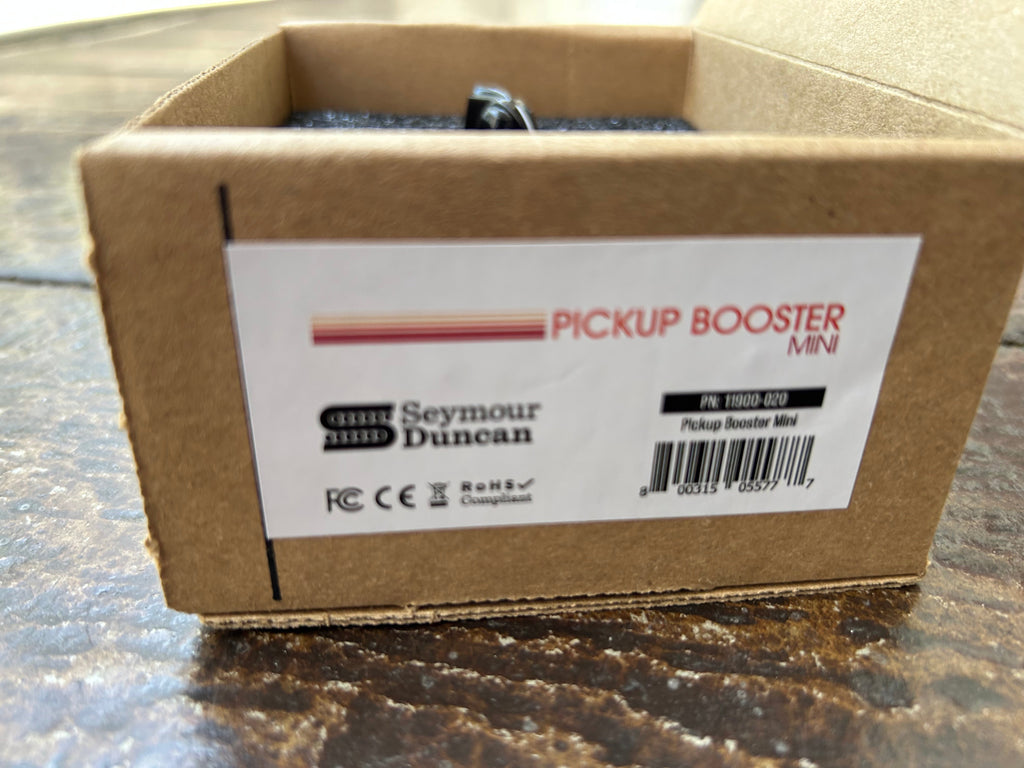 PICKUP BOOSTER
MINI
Seymour
Duncan
PN: 11900-020
Pickup Booster Mini
8 00315 05577 7
FC CE RoHS✓
Compliant